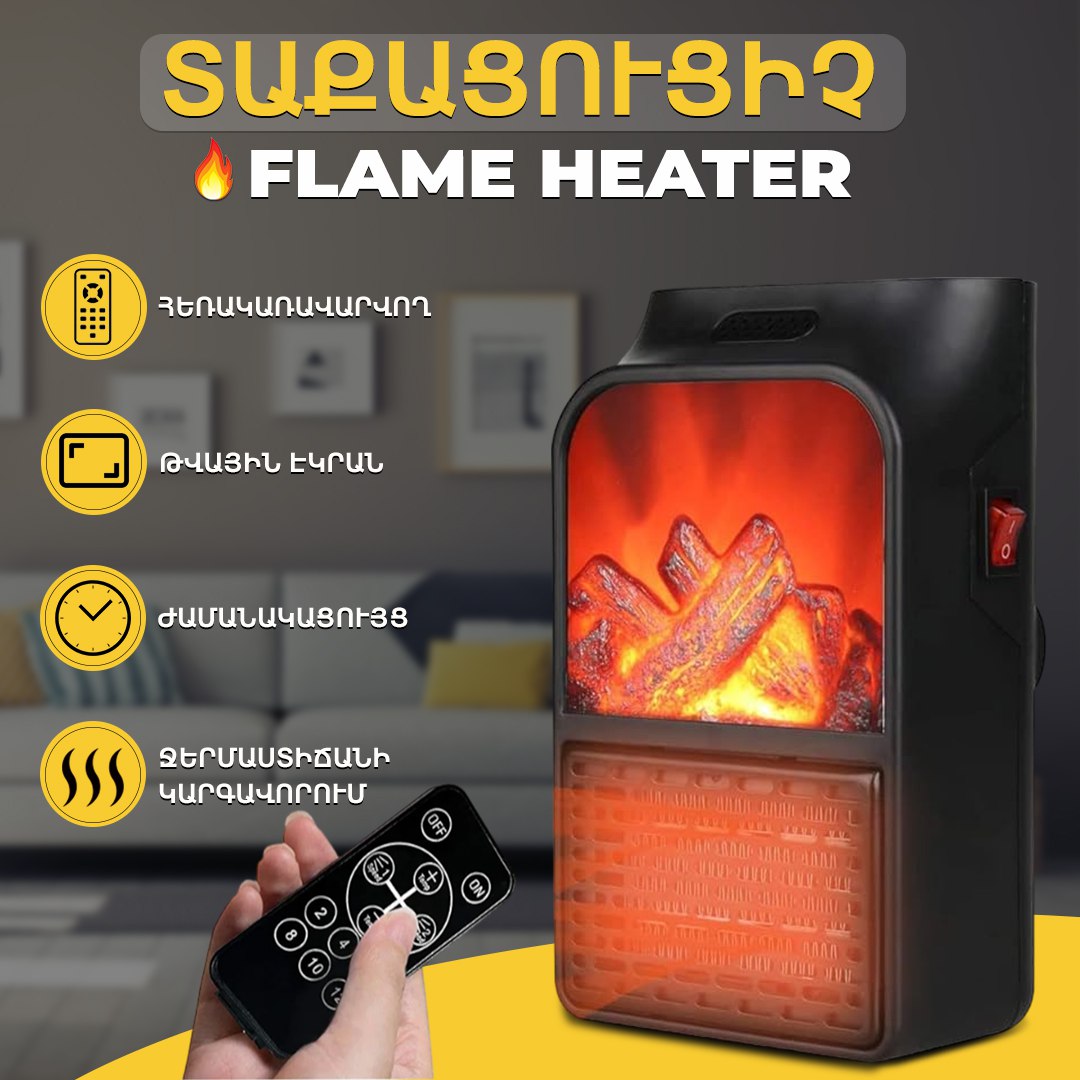 ՏԱՔԱՑՈՒՑԻՉ
FLAME HEATER
ՀԵՌԱԿԱՌԱՎԱՐՎՈՂ
ԹՎԱՅԻՆ ԷԿՐԱՆ
ԺԱՄԱՆԱԿԱՑՈՒՅՑ
ՋԵՐՄԱՍՏԻՃԱՆԻ
ԿԱՐԳԱՎՈՐՈՒՄ
OFF
ON
+
2
8
4
10